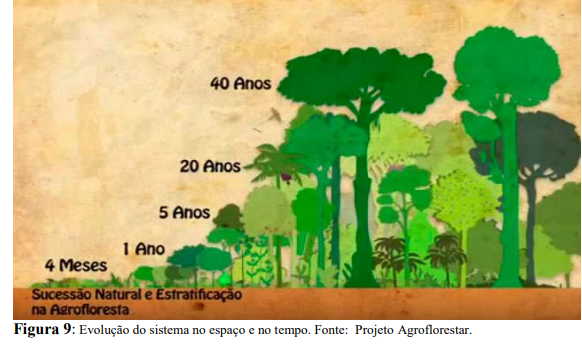 40 Anos
20 Anos
5 Anos
1 Ano
4 Meses
Sucessão Natural e Estratificação
na Agrofloresta
Figura 9: Evolução do sistema no espaço e no tempo. Fonte: Projeto Agroflorestar.